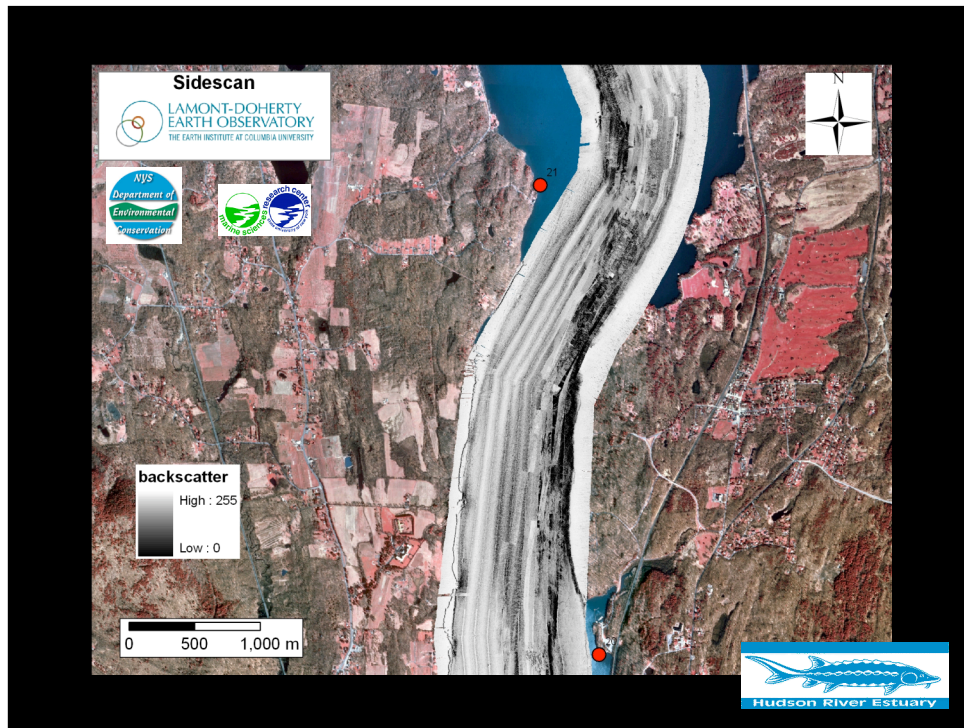 Sidescan
LAMONT-DOHERTY
EARTH OBSERVATORY
THE EARTH INSTITUTE AT COLUMBIA UNIVERSITY
N
NYS
Department of
Environmental
Conservation
marine sciences research center
21
backscatter
High : 255
Low : 0
0 500 1,000 m
Hudson River Estuary